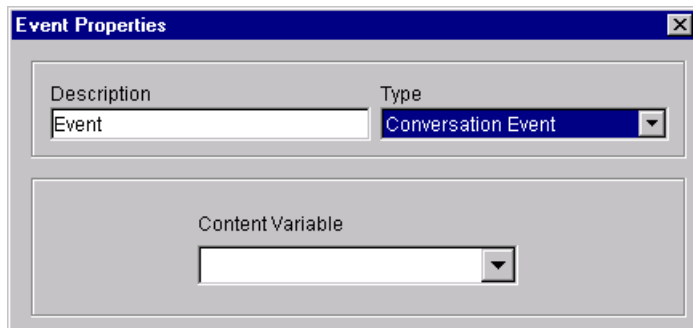 Event Properties
Description Type
Event Conversation Event
Content Variable